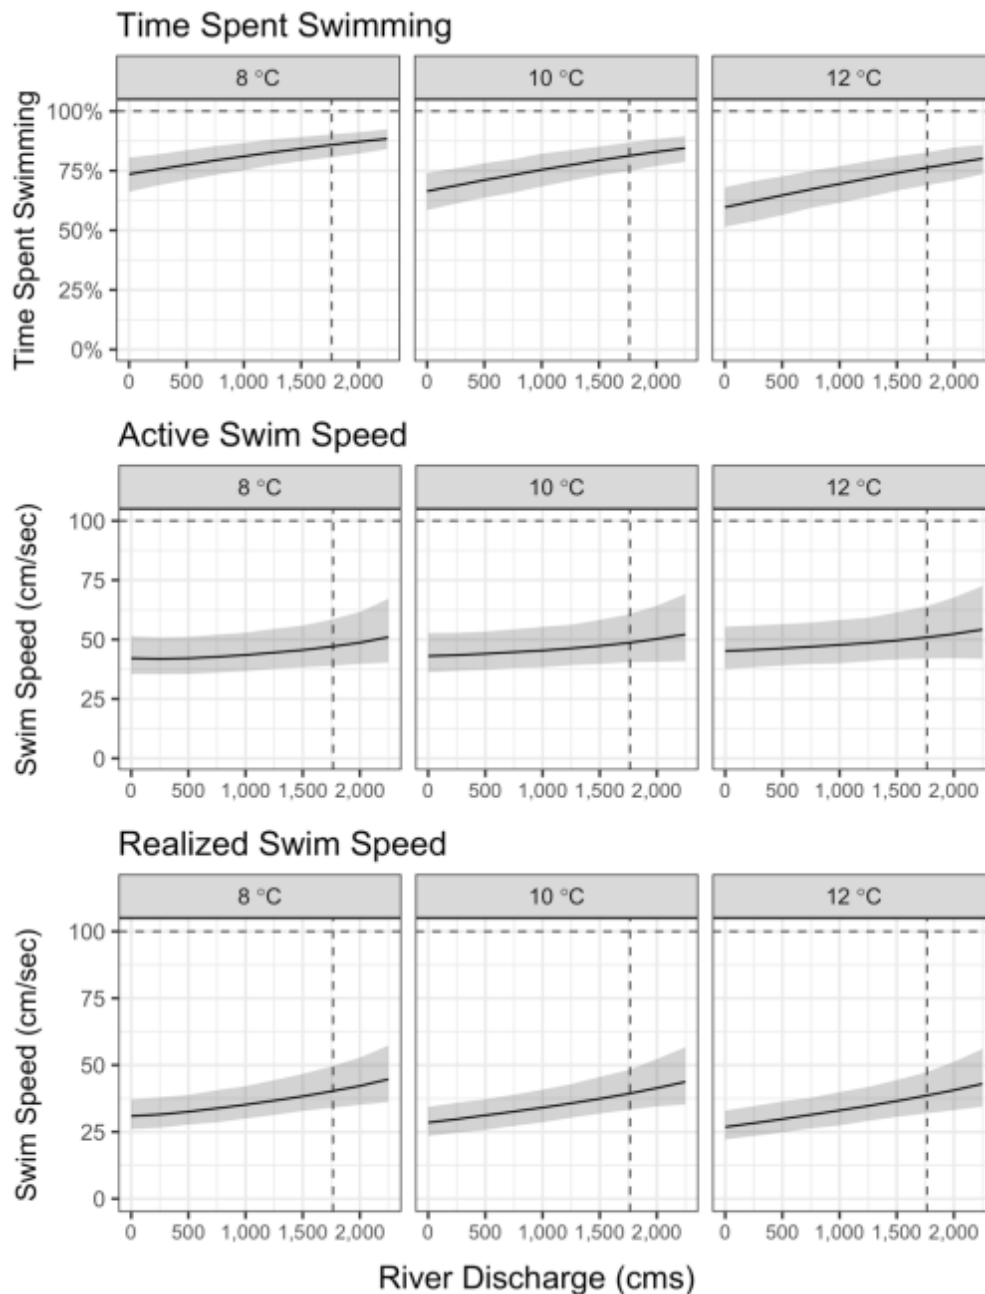 Time Spent Swimming
8 °C 10 °C 12 °C
Time Spent Swimming
100%
75%
50%
25%
0%
0 500 1,000 1,500 2,000 0 500 1,000 1,500 2,000 0 500 1,000 1,500 2,000
Active Swim Speed
8 °C 10 °C 12 °C
Swim Speed (cm/sec)
100
75
50
25
0
0 500 1,000 1,500 2,000 0 500 1,000 1,500 2,000 0 500 1,000 1,500 2,000
Realized Swim Speed
8 °C 10 °C 12 °C
Swim Speed (cm/sec)
100
75
50
25
0
0 500 1,000 1,500 2,000 0 500 1,000 1,500 2,000 0 500 1,000 1,500 2,000
River Discharge (cms)